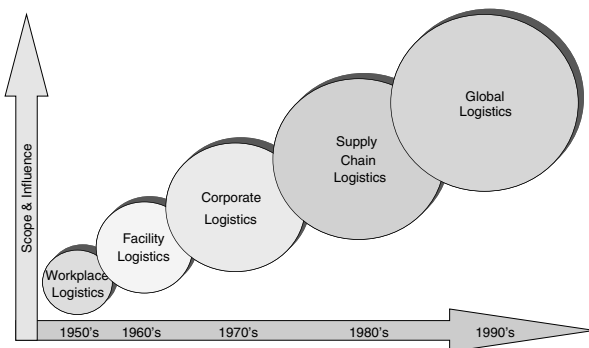 Global
Logistics
Supply
Chain
Logistics
Corporate
Logistics
Facility
Logistics
Workplace
Logistics
Scope & Influence
1950's 1960's 1970's 1980's 1990's